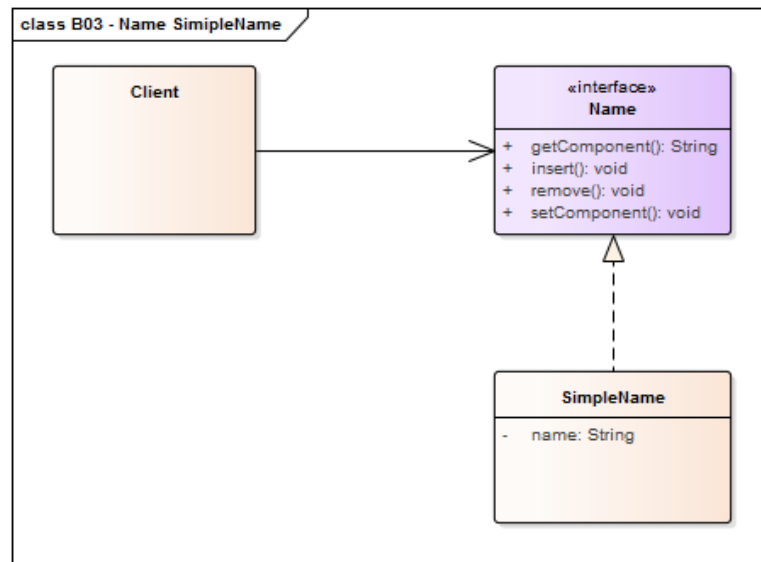 class B03 - Name SimipleName
Client
«interface»
Name
+ getComponent(): String
+ insert(): void
+ remove(): void
+ setComponent(): void
SimpleName
- name: String